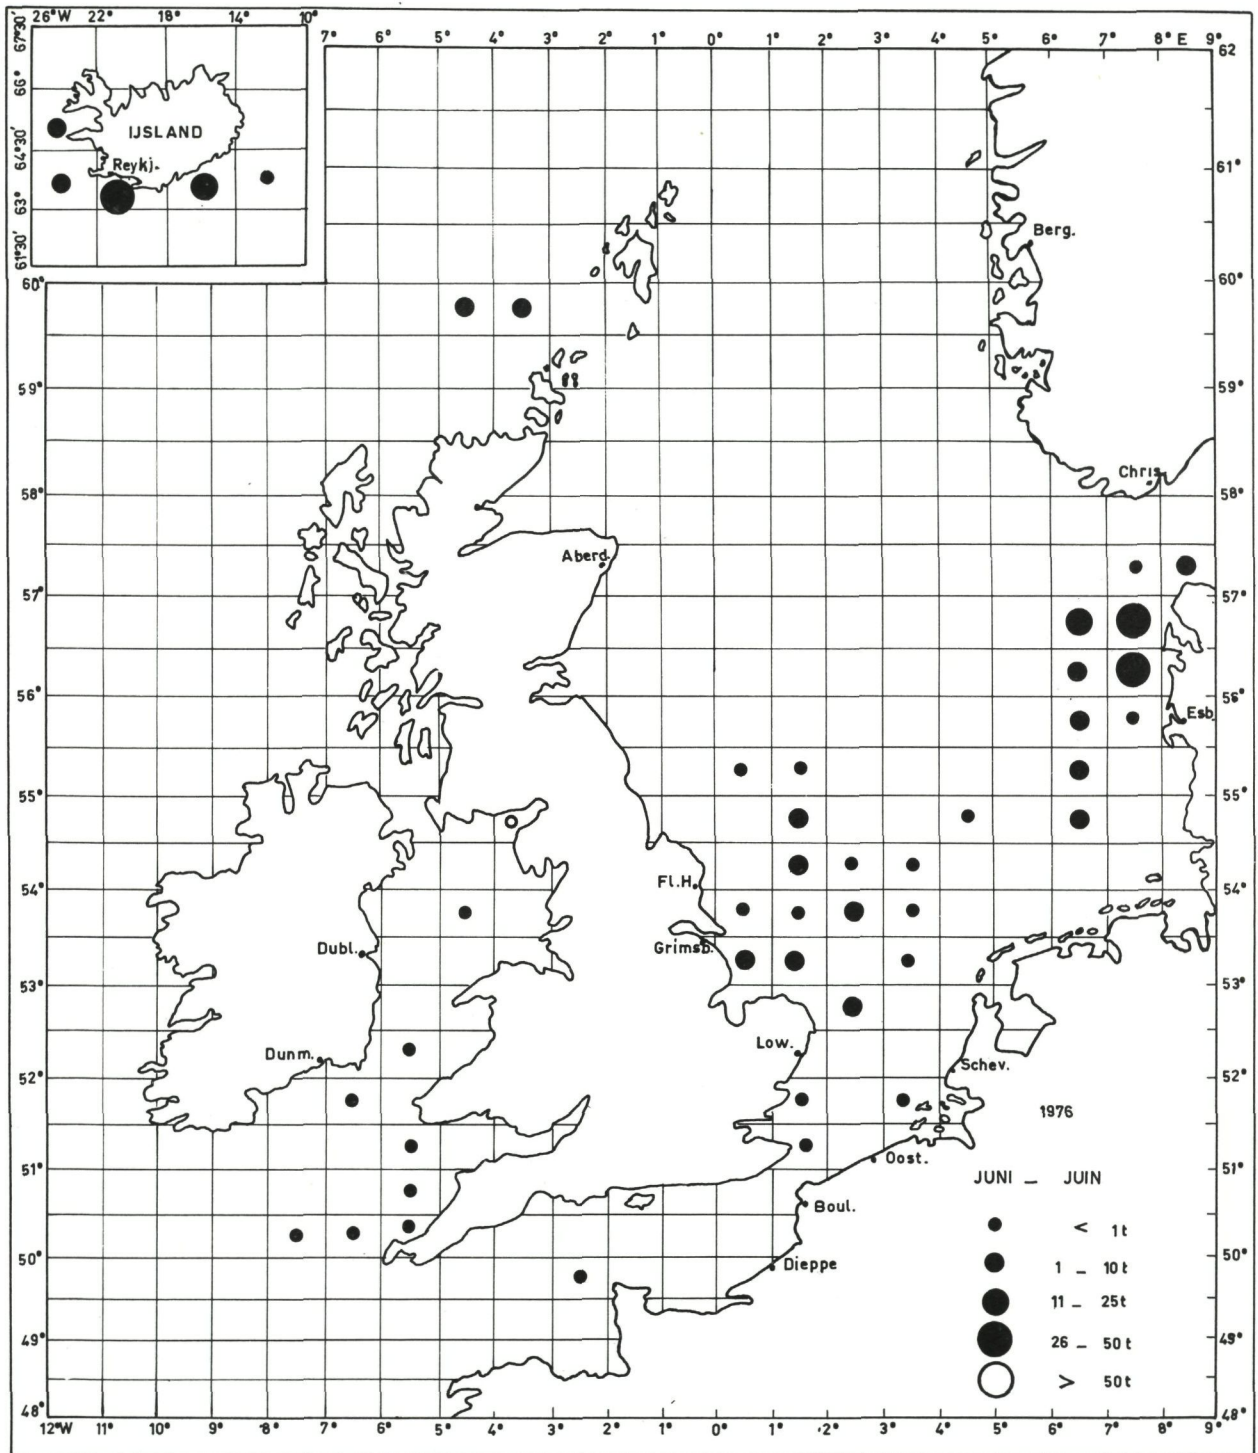 26°W 22° 18° 14° 10°
67°30'
66°
64°30'
63°
61°30'
IJSLAND
Reykj.
7° 6° 5° 4° 3° 2° 1° 0° 1° 2° 3° 4° 5° 6° 7° 8° E 9°
62
61°
60° 60°
59° 59°
58° 58°
57° 57°
56° 56°
55° 55°
54° 54°
53° 53°
52° 52°
51° 51°
50° 50°
49° 49°
48° 48°
Berg.
Chris
Aberd.
Esb
Fl.H.
Grimsb.
Dubl.
Dunm.
Low.
Schev.
1976
Oost.
Boul.
Dieppe
JUNI _ JUIN
< 1t
1 _ 10t
11 _ 25t
26 _ 50t
> 50t
12°W 11° 10° 9° 8° 7° 6° 5° 4° 3° 2° 1° 0° 1° 2° 3° 4° 5° 6° 7° 8° 9°